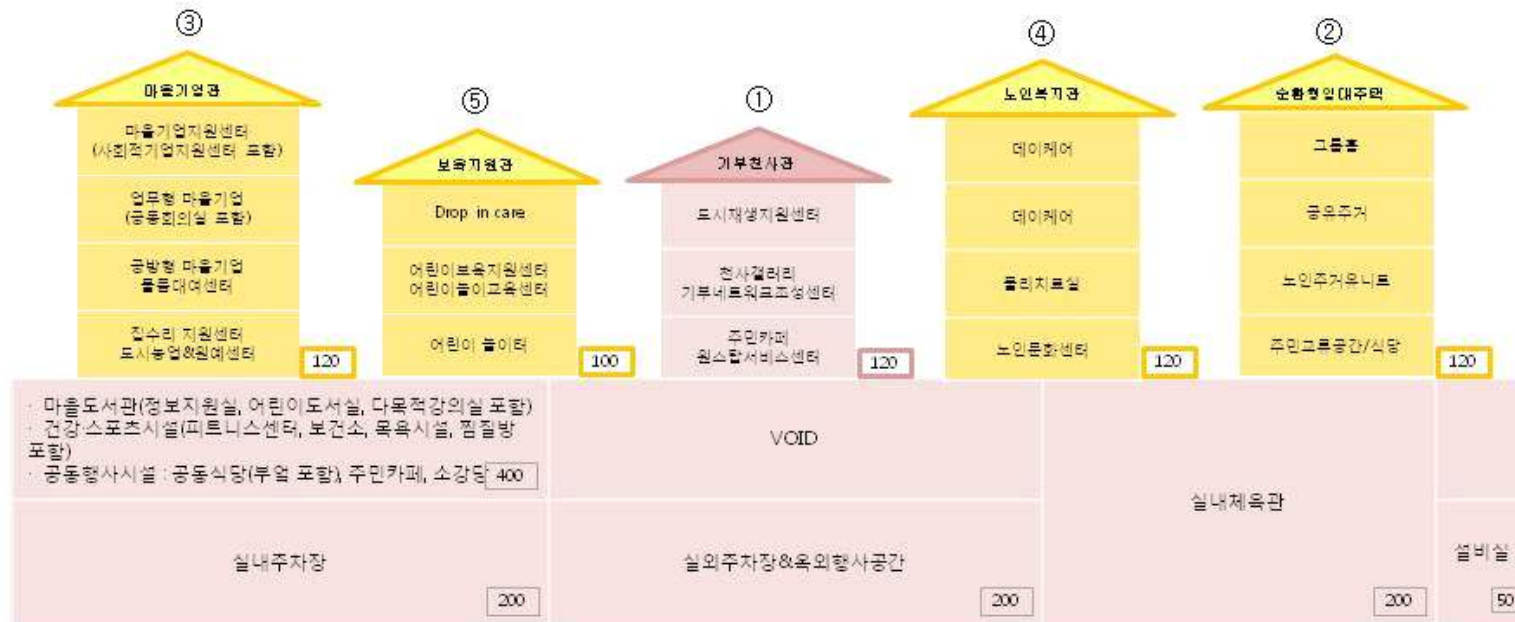 ③
마을기업관
마을기업지원센터
(사회적기업지원센터 포함)
업무형 마을기업
(공동회의실 포함)
공방형 마을기업
물품대여센터
집수리 지원센터
도시농업&원예센터
120
⑤
보육지원관
Drop in care
어린이보육지원센터
어린이놀이교육센터
어린이 놀이터
100
①
기부천사관
도시재생지원센터
천사갤러리
기부네트워크조성센터
주민카페
원스탑서비스센터
120
④
노인복지관
데이케어
데이케어
물리치료실
노인문화센터
120
②
순환형임대주택
그룹홈
공유주거
노인주거유니트
주민교류공간/식당
120
· 마을도서관(정보지원실, 어린이도서실, 다목적강의실 포함)
· 건강·스포츠시설(피트니스센터, 보건소, 목욕시설, 찜질방
포함)
· 공동행사시설 : 공동식당(부엌 포함), 주민카페, 소강당
400
VOID
실내체육관
200
실내주차장
200
실외주차장&옥외행사공간
200
설비실
50